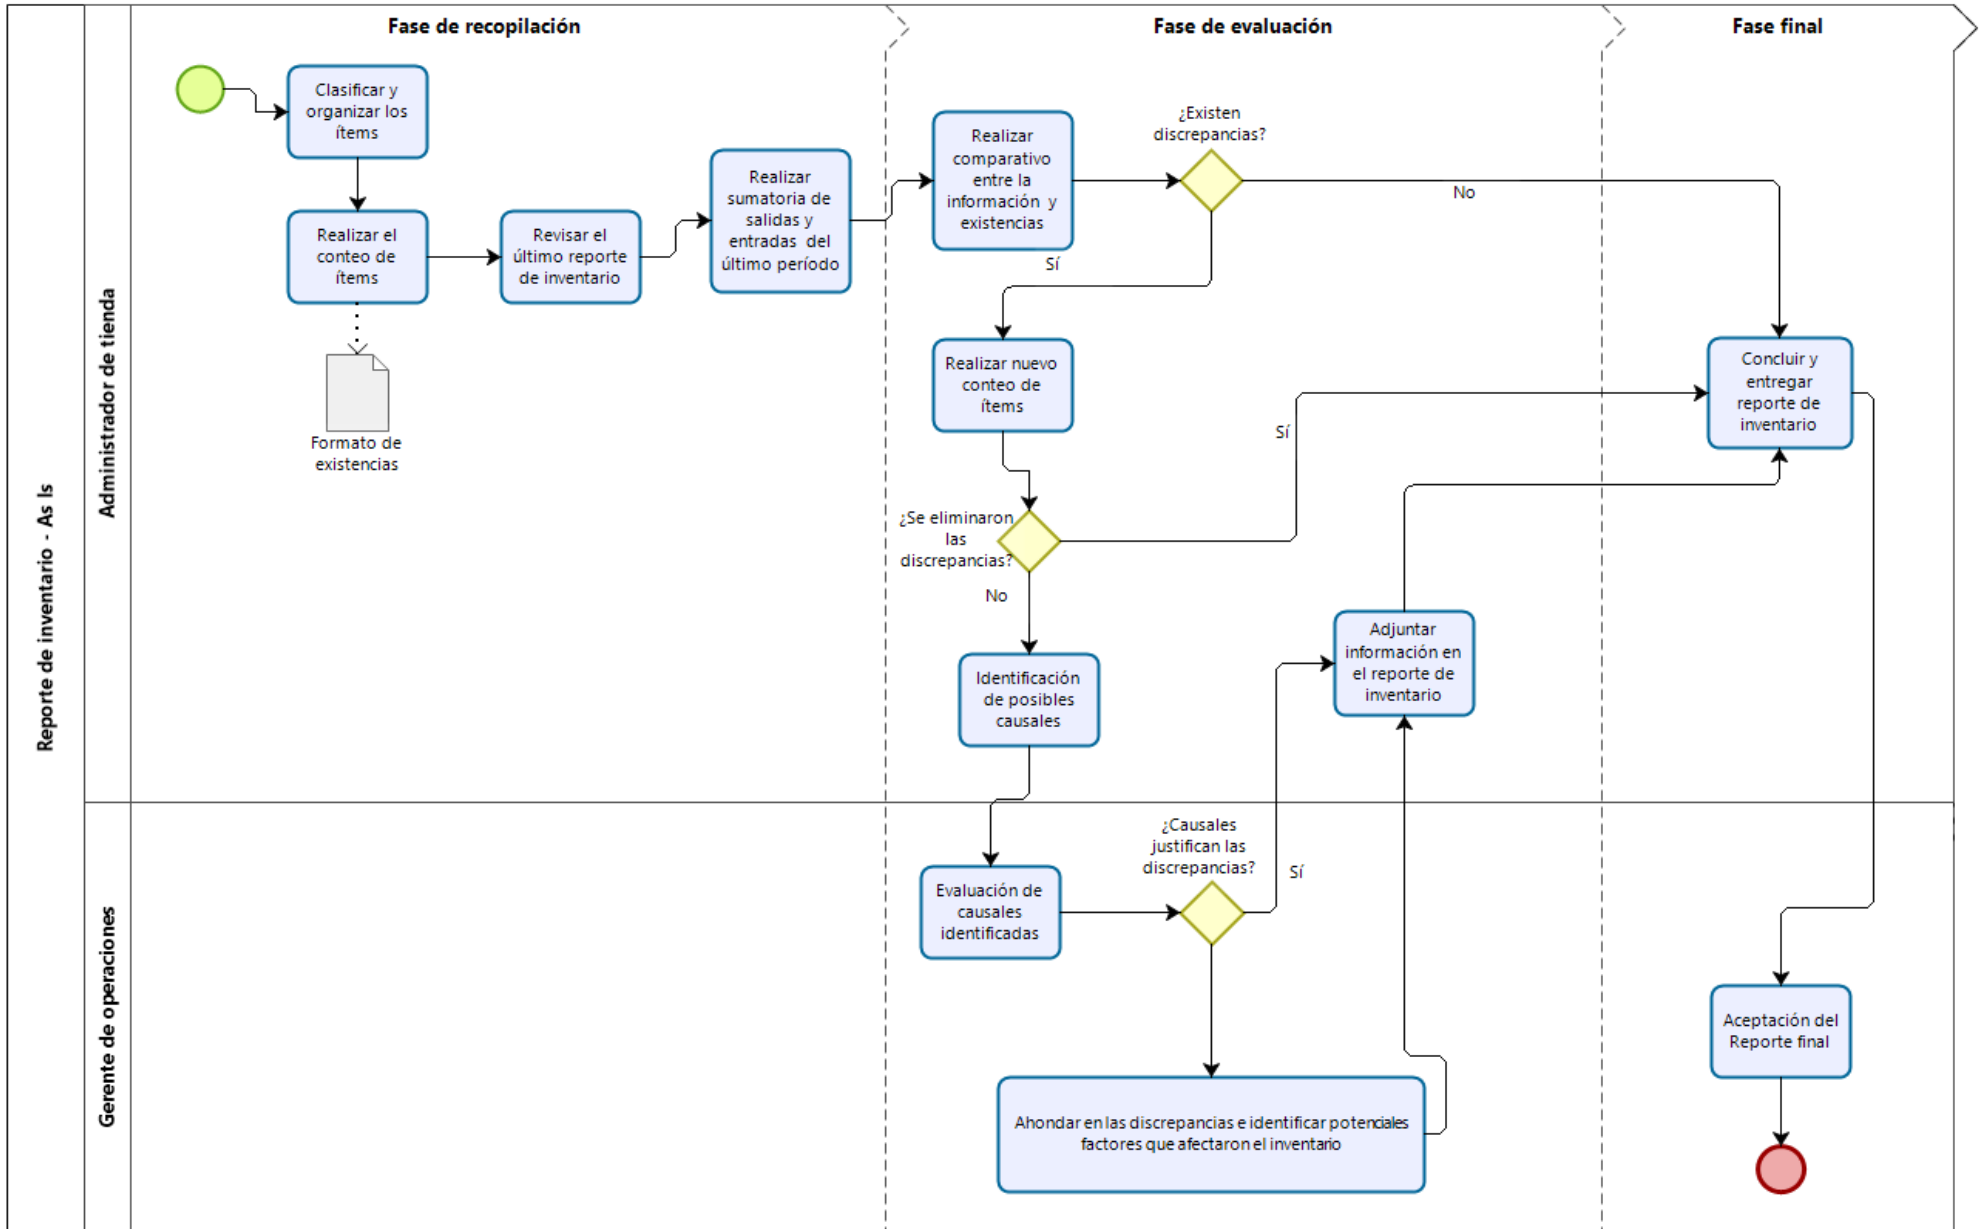 Reporte de inventario - As Is
Administrador de tienda
Gerente de operaciones
Fase de recopilación
Fase de evaluación
Fase final
Clasificar y
organizar los
ítems
Realizar el
conteo de
ítems
Formato de
existencias
Revisar el
último reporte
de inventario
Realizar
sumatoria de
salidas y
entradas del
último período
Realizar
comparativo
entre la
información y
existencias
¿Existen
discrepancias?
No
Sí
Realizar nuevo
conteo de
ítems
¿Se eliminaron
las
discrepancias?
Sí
No
Identificación
de posibles
causales
Evaluación de
causales
identificadas
¿Causales
justifican las
discrepancias?
Sí
Adjuntar
información en
el reporte de
inventario
Ahondar en las discrepancias e identificar potenciales
factores que afectaron el inventario
Concluir y
entregar
reporte de
inventario
Aceptación del
Reporte final